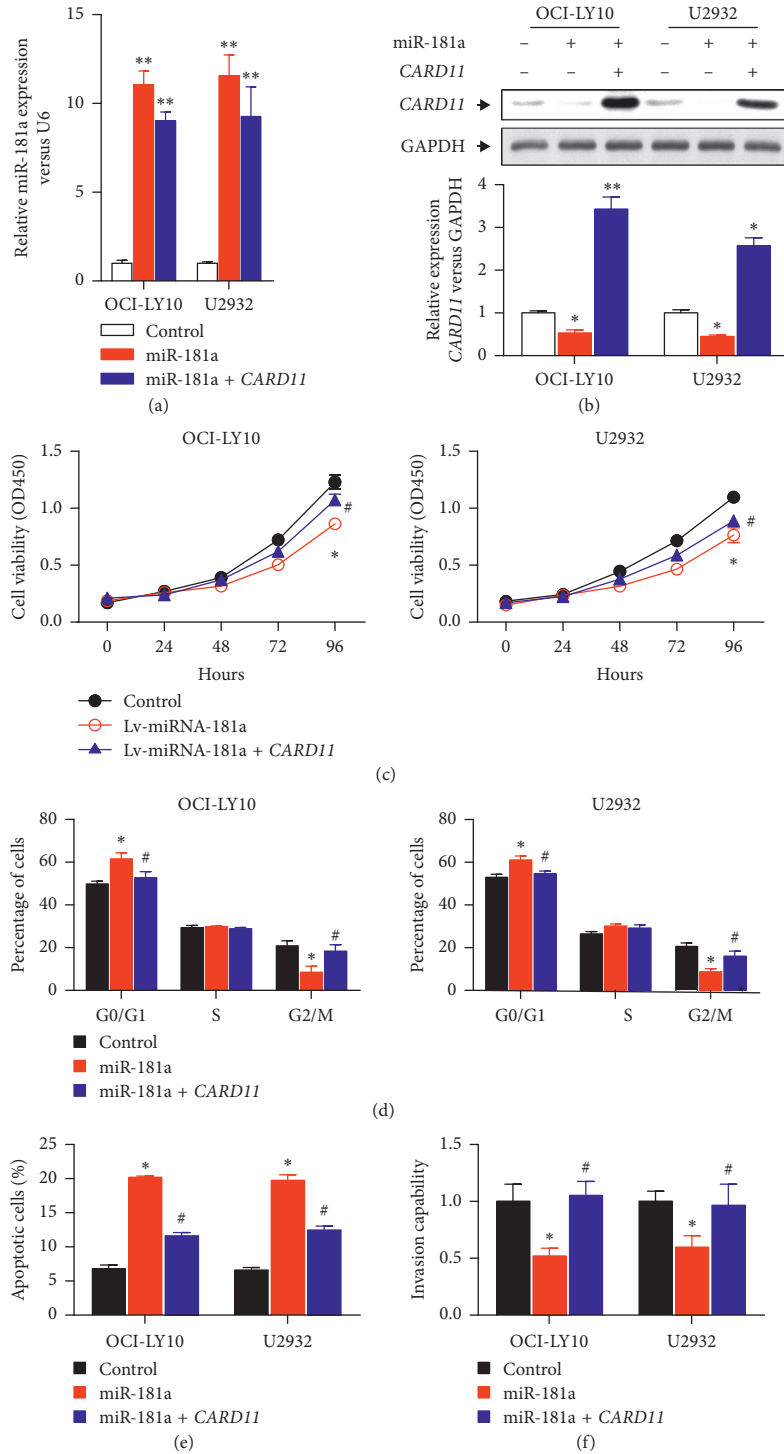 15
10
5
0
Relative miR-181a expression
versus U6
**
**
**
**
OCI-LY10
U2932
Control
miR-181a
miR-181a + CARD11
(a)
OCI-LY10
U2932
miR-181a
– + + – + +
CARD11
– – + – – +
CARD11
GAPDH
4
3
2
1
0
Relative expression
CARD11 versus GAPDH
*
**
*
*
OCI-LY10
U2932
(b)
OCI-LY10
1.5
1.0
0.5
0.0
Cell viability (OD450)
#
*
0 24 48 72 96
Hours
U2932
1.5
1.0
0.5
0.0
Cell viability (OD450)
#
*
0 24 48 72 96
Hours
Control
Lv-miRNA-181a
Lv-miRNA-181a + CARD11
(c)
OCI-LY10
80
60
40
20
0
Percentage of cells
*
#
*
#
G0/G1 S G2/M
U2932
80
60
40
20
0
Percentage of cells
*
#
*
#
G0/G1 S G2/M
Control
miR-181a
miR-181a + CARD11
(d)
25
20
15
10
5
0
Apoptotic cells (%)
*
#
*
#
OCI-LY10
U2932
Control
miR-181a
miR-181a + CARD11
(e)
1.5
1.0
0.5
0.0
Invasion capability
*
#
*
#
OCI-LY10
U2932
Control
miR-181a
miR-181a + CARD11
(f)